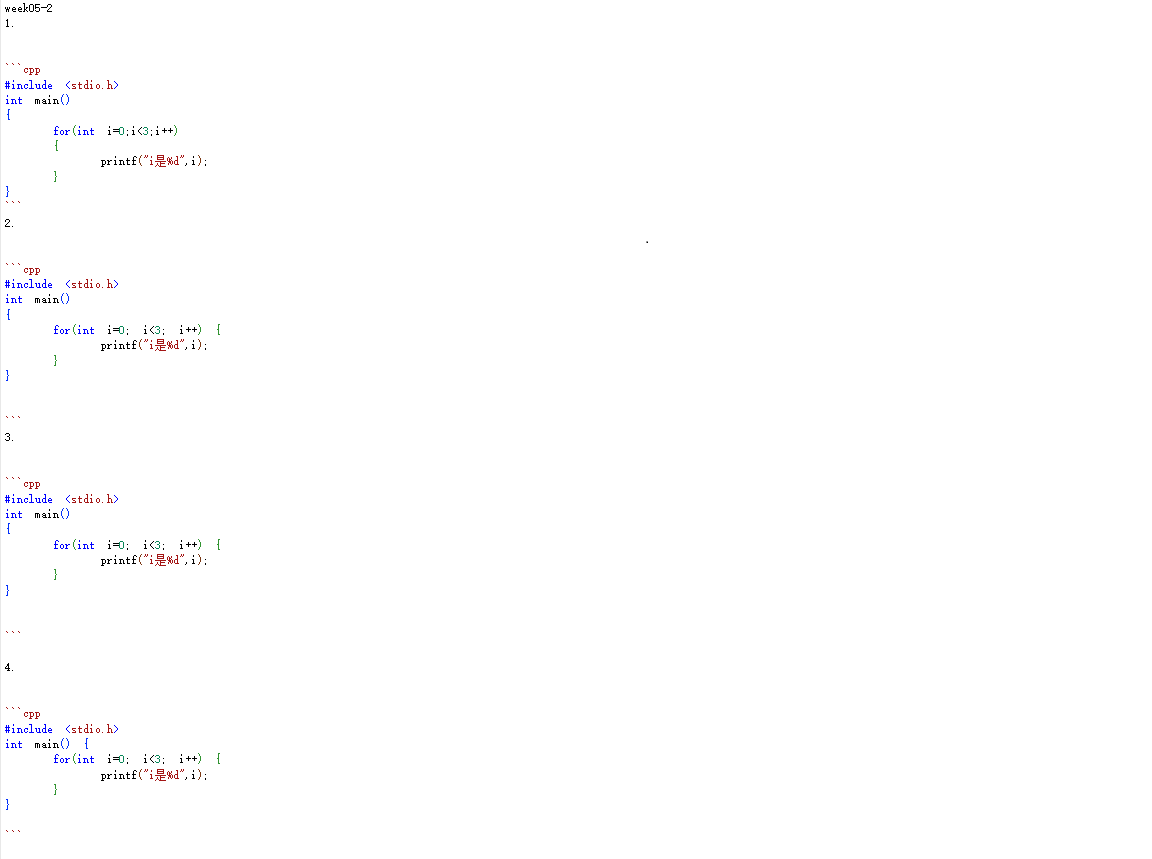 week05-2
1.
```cpp
#include <stdio.h>
int main()
{
for(int i=0;i<3;i++)
{
printf("i是%d",i);
}
}
```
2.
```cpp
#include <stdio.h>
int main()
{
for(int i=0; i<3; i++) {
printf("i是%d",i);
}
}
```
3.
```cpp
#include <stdio.h>
int main()
{
for(int i=0; i<3; i++) {
printf("i是%d",i);
}
}
```
4.
```cpp
#include <stdio.h>
int main() {
for(int i=0; i<3; i++) {
printf("i是%d",i);
}
}
```